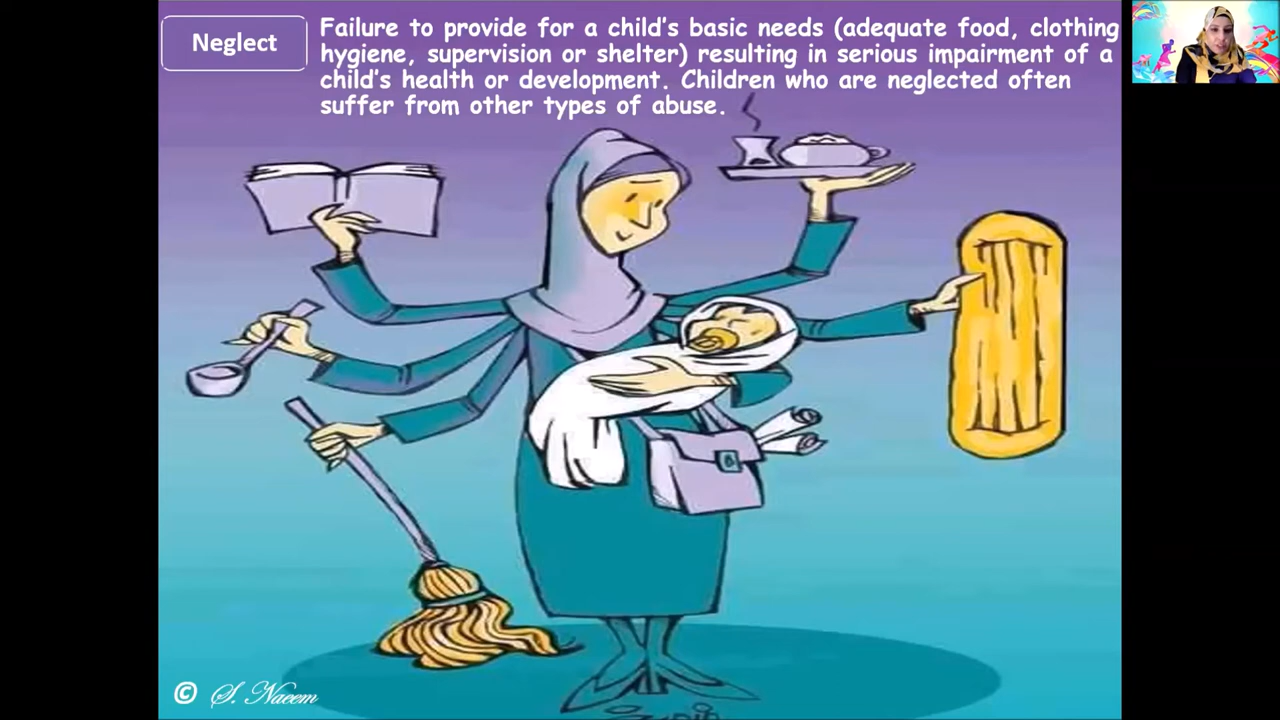 Neglect
Failure to provide for a child's basic needs (adequate food, clothing
hygiene, supervision or shelter) resulting in serious impairment of a
child's health or development. Children who are neglected often
suffer from other types of abuse.
© S. Naeem